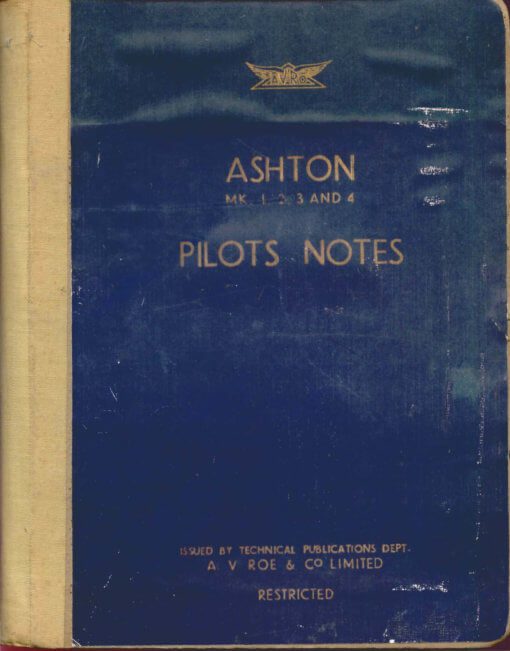 AVRO
ASHTON
MK. 1, 2, 3 AND 4
PILOTS NOTES
ISSUED BY TECHNICAL PUBLICATIONS DEPT.
A. V ROE & Co LIMITED
RESTRICTED